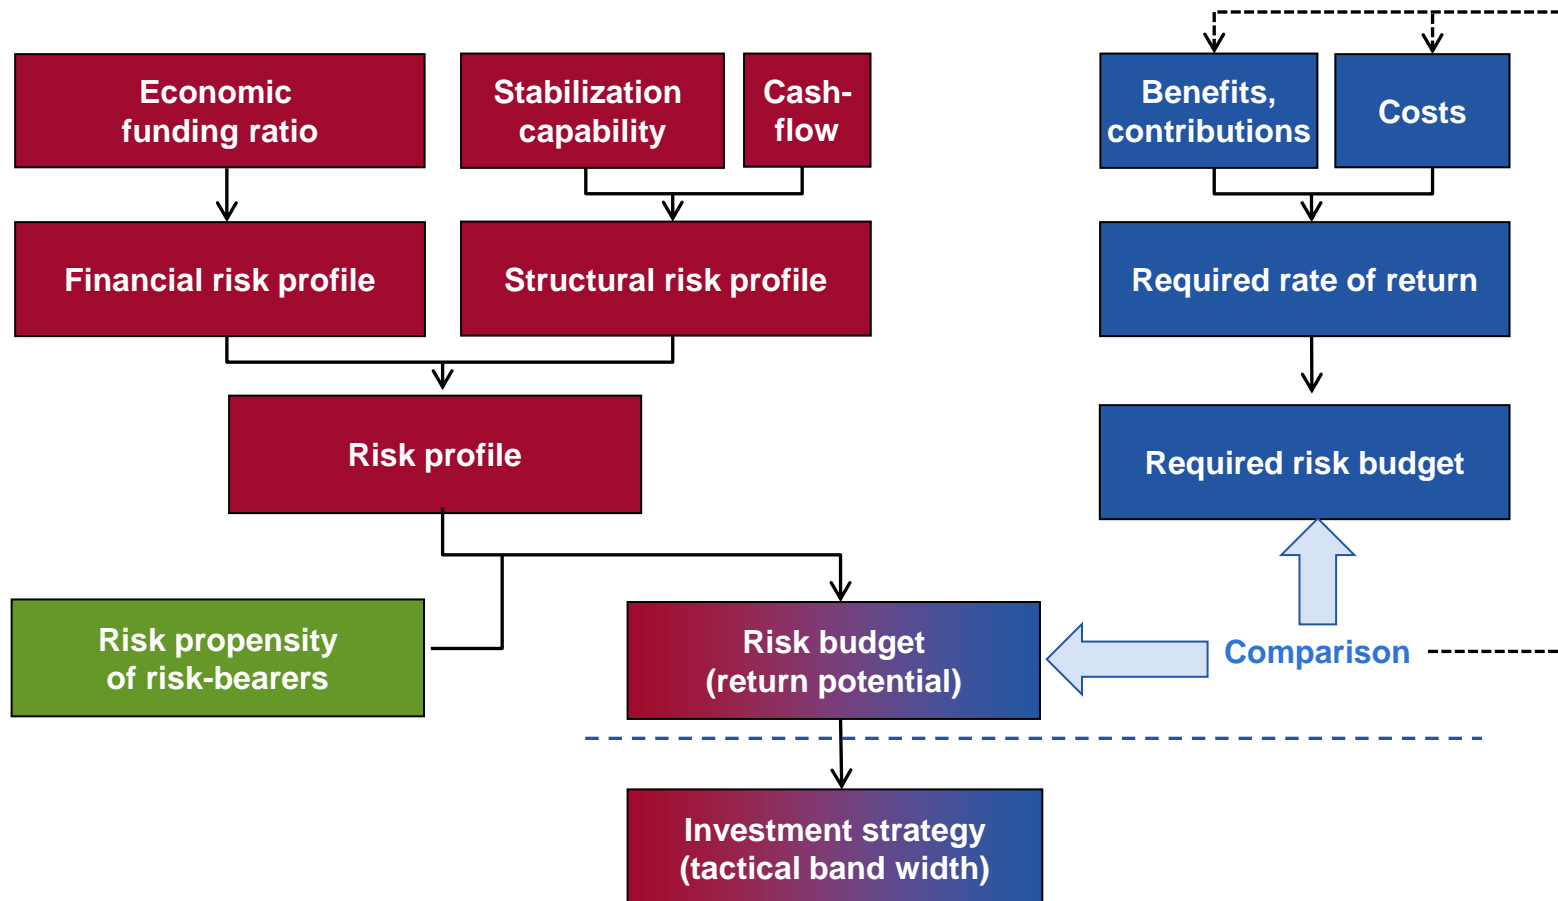 Economic
funding ratio
Stabilization
capability
Cash-
flow
Benefits,
contributions
Costs
Financial risk profile
Structural risk profile
Required rate of return
Risk profile
Required risk budget
Risk propensity
of risk-bearers
Risk budget
(return potential)
Comparison
Investment strategy
(tactical band width)